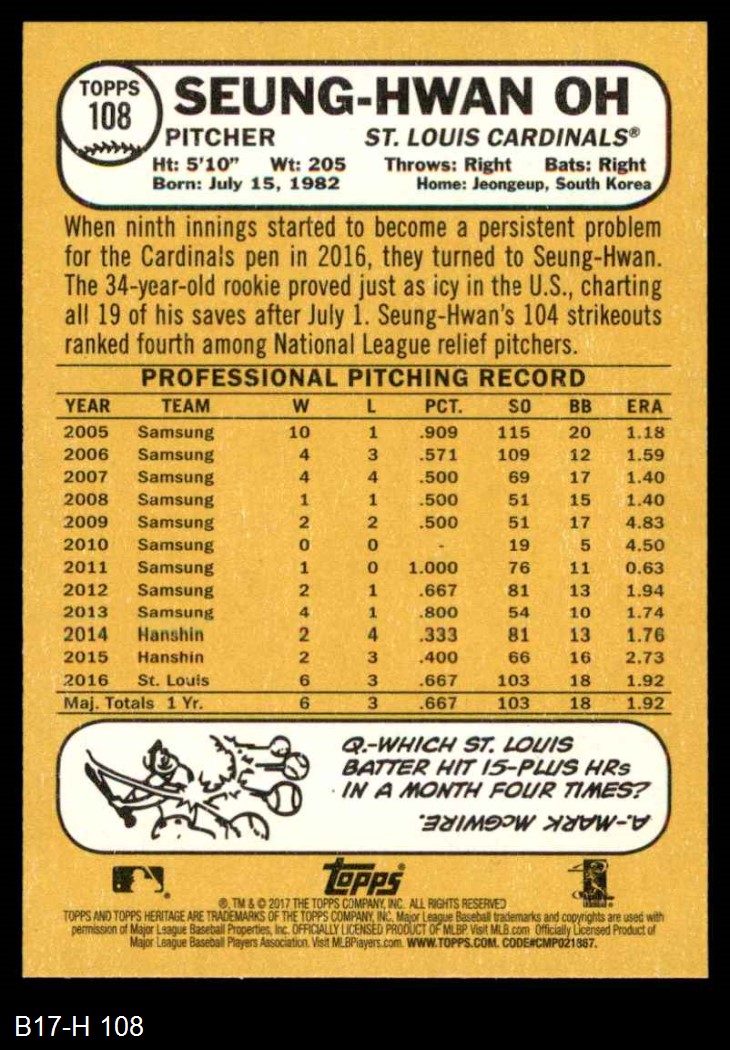 TOPPS
108
SEUNG-HWAN OH
PITCHER ST. LOUIS CARDINALS®
Ht: 5'10" Wt: 205 Throws: Right Bats: Right
Born: July 15, 1982 Home: Jeongeup, South Korea
When ninth innings started to become a persistent problem
for the Cardinals pen in 2016, they turned to Seung-Hwan.
The 34-year-old rookie proved just as icy in the U.S., charting
all 19 of his saves after July 1. Seung-Hwan's 104 strikeouts
ranked fourth among National League relief pitchers.
PROFESSIONAL PITCHING RECORD
YEAR TEAM W L PCT. SO BB ERA
2005 Samsung 10 1 .909 115 20 1.18
2006 Samsung 4 3 .571 109 12 1.59
2007 Samsung 4 4 .500 69 17 1.40
2008 Samsung 1 1 .500 51 15 1.40
2009 Samsung 2 2 .500 51 17 4.83
2010 Samsung 0 0 - 19 5 4.50
2011 Samsung 1 0 1.000 76 11 0.63
2012 Samsung 2 1 .667 81 13 1.94
2013 Samsung 4 1 .800 54 10 1.74
2014 Hanshin 2 4 .333 81 13 1.76
2015 Hanshin 2 3 .400 66 16 2.73
2016 St. Louis 6 3 .667 103 18 1.92
Maj. Totals 1 Yr. 6 3 .667 103 18 1.92
Q.-WHICH ST. LOUIS
BATTER HIT 15-PLUS HRs
IN A MONTH FOUR TIMES?
A-MARK McGWIRE.
Topps®
®, TM & © 2017 THE TOPPS COMPANY, INC. ALL RIGHTS RESERVED
TOPPS AND TOPPS HERITAGE ARE TRADEMARKS OF THE TOPPS COMPANY, INC. Major League Baseball trademarks and copyrights are used with
permission of Major League Baseball Properties, Inc. OFFICIALLY LICENSED PRODUCT OF MLBP Visit MLB.com Officially Licensed Product of
Major League Baseball Players Association. Visit MLBPlayers.com. WWW.TOPPS.COM. CODE#CMP021867.
B17-H 108